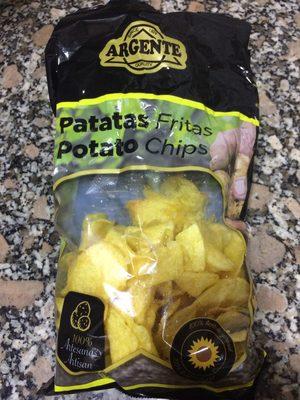 ARGENTE
Patatas Fritas
Potato Chips
100%
Artesanas
Artisan